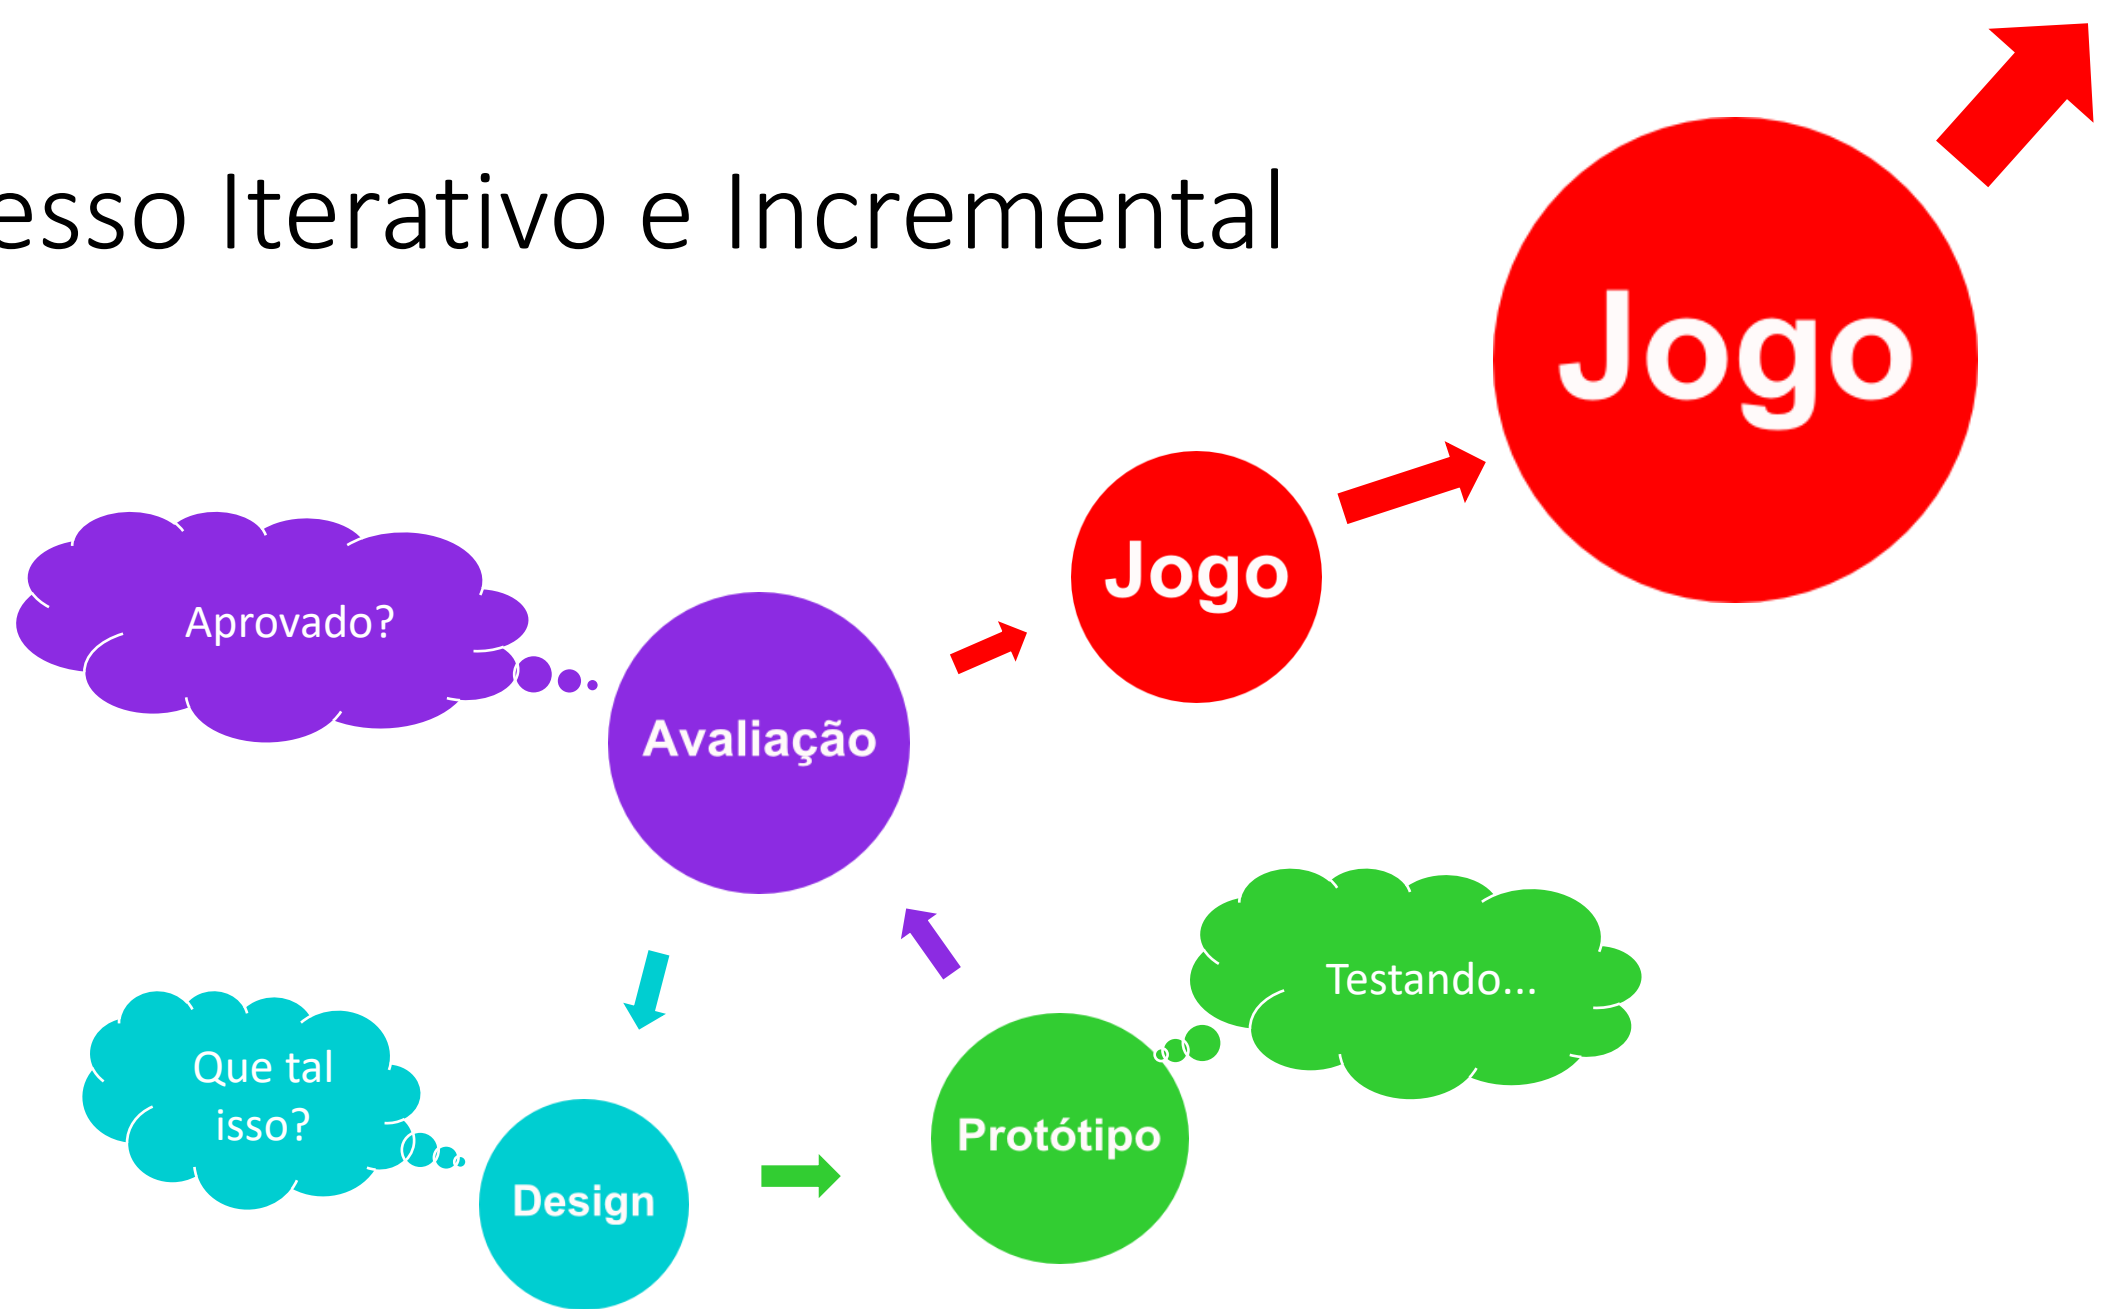 esso Iterativo e Incremental
Jogo
Jogo
Aprovado?
Avaliação
Testando...
Que tal
isso?
Protótipo
Design